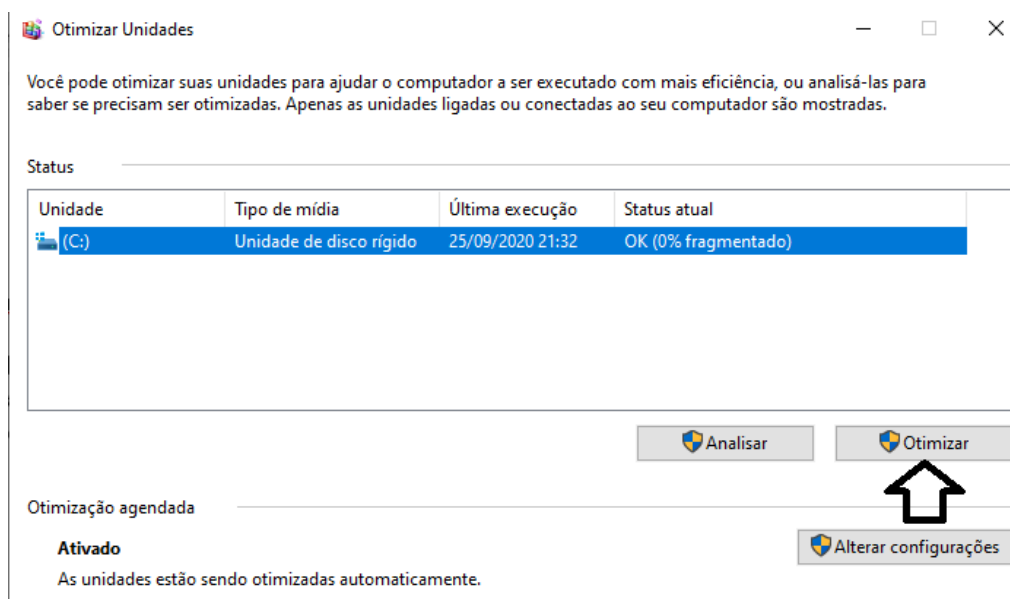 Otimizar Unidades
Você pode otimizar suas unidades para ajudar o computador a ser executado com mais eficiência, ou analisá-las para
saber se precisam ser otimizadas. Apenas as unidades ligadas ou conectadas ao seu computador são mostradas.
Status
Unidade Tipo de mídia Última execução Status atual
(C:) Unidade de disco rígido 25/09/2020 21:32 OK (0% fragmentado)
Analisar Otimizar
Otimização agendada
Ativado Alterar configurações
As unidades estão sendo otimizadas automaticamente.